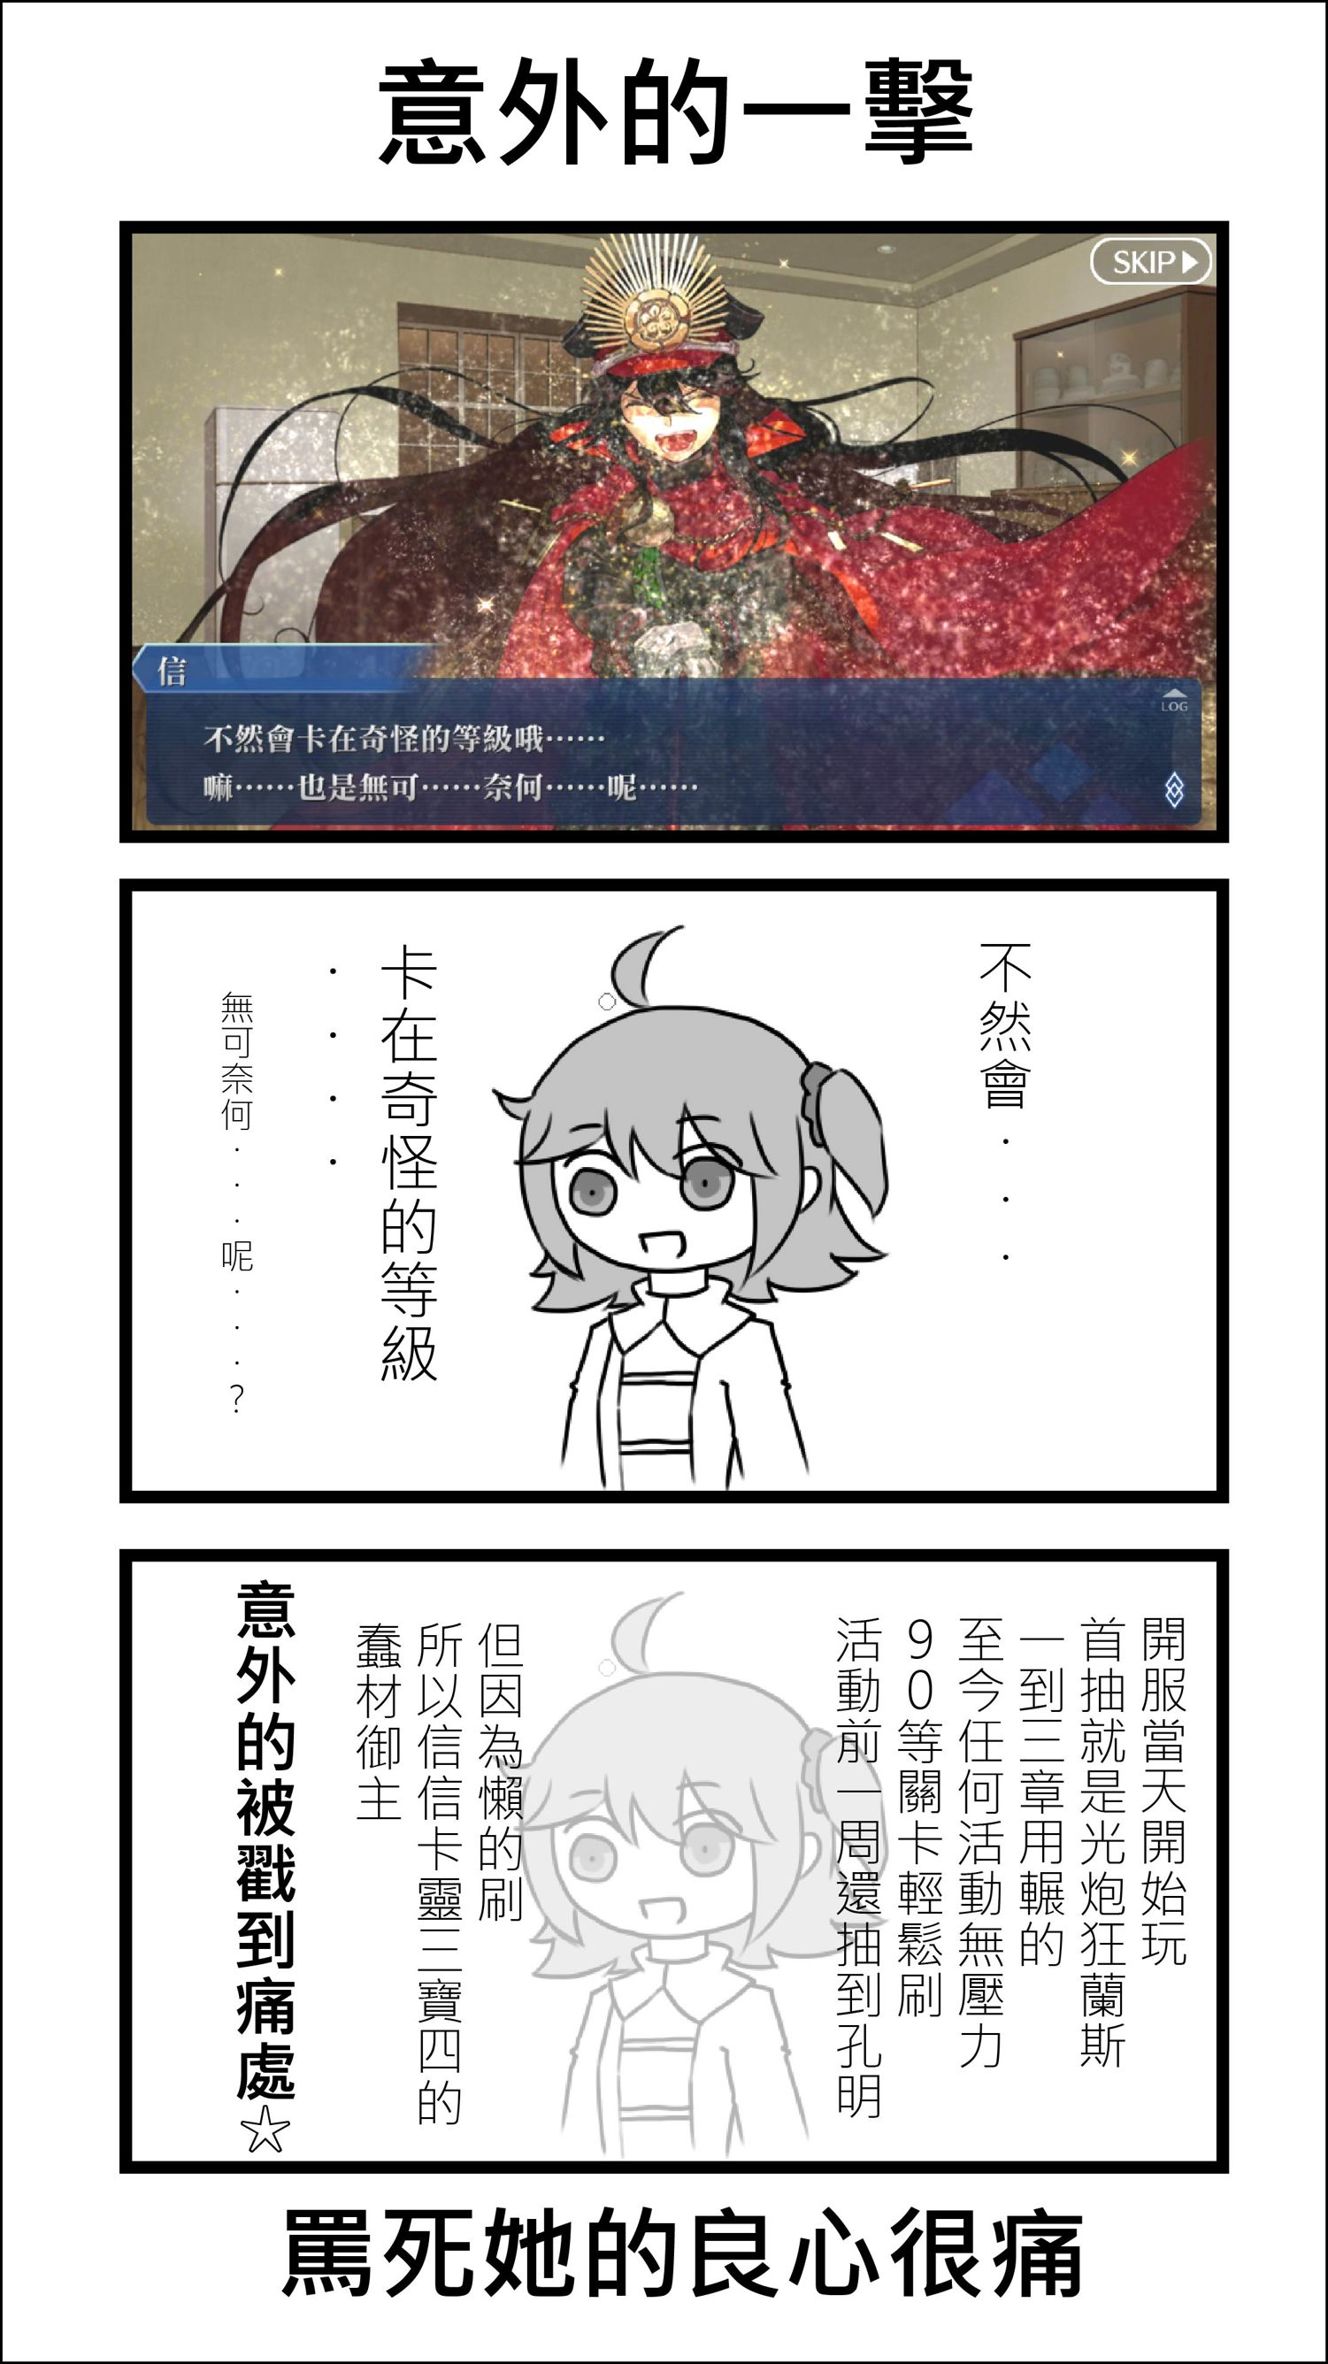 意外的一擊
SKIP
信
LOG
不然會卡在奇怪的等級哦⋯⋯
嘛⋯⋯也是無可⋯⋯奈何⋯⋯呢⋯⋯
不然會...
卡在奇怪的等級
....
無可奈何...呢...?
開服當天開始玩
首抽就是光炮狂蘭斯
一到三章用輾的
至今任何活動無壓力
90等關卡輕鬆刷
活動前一周還抽到孔明
但因為懶的刷
所以信信卡靈三寶四的
蠢材御主
意外的被戳到痛處☆
罵死她的良心很痛